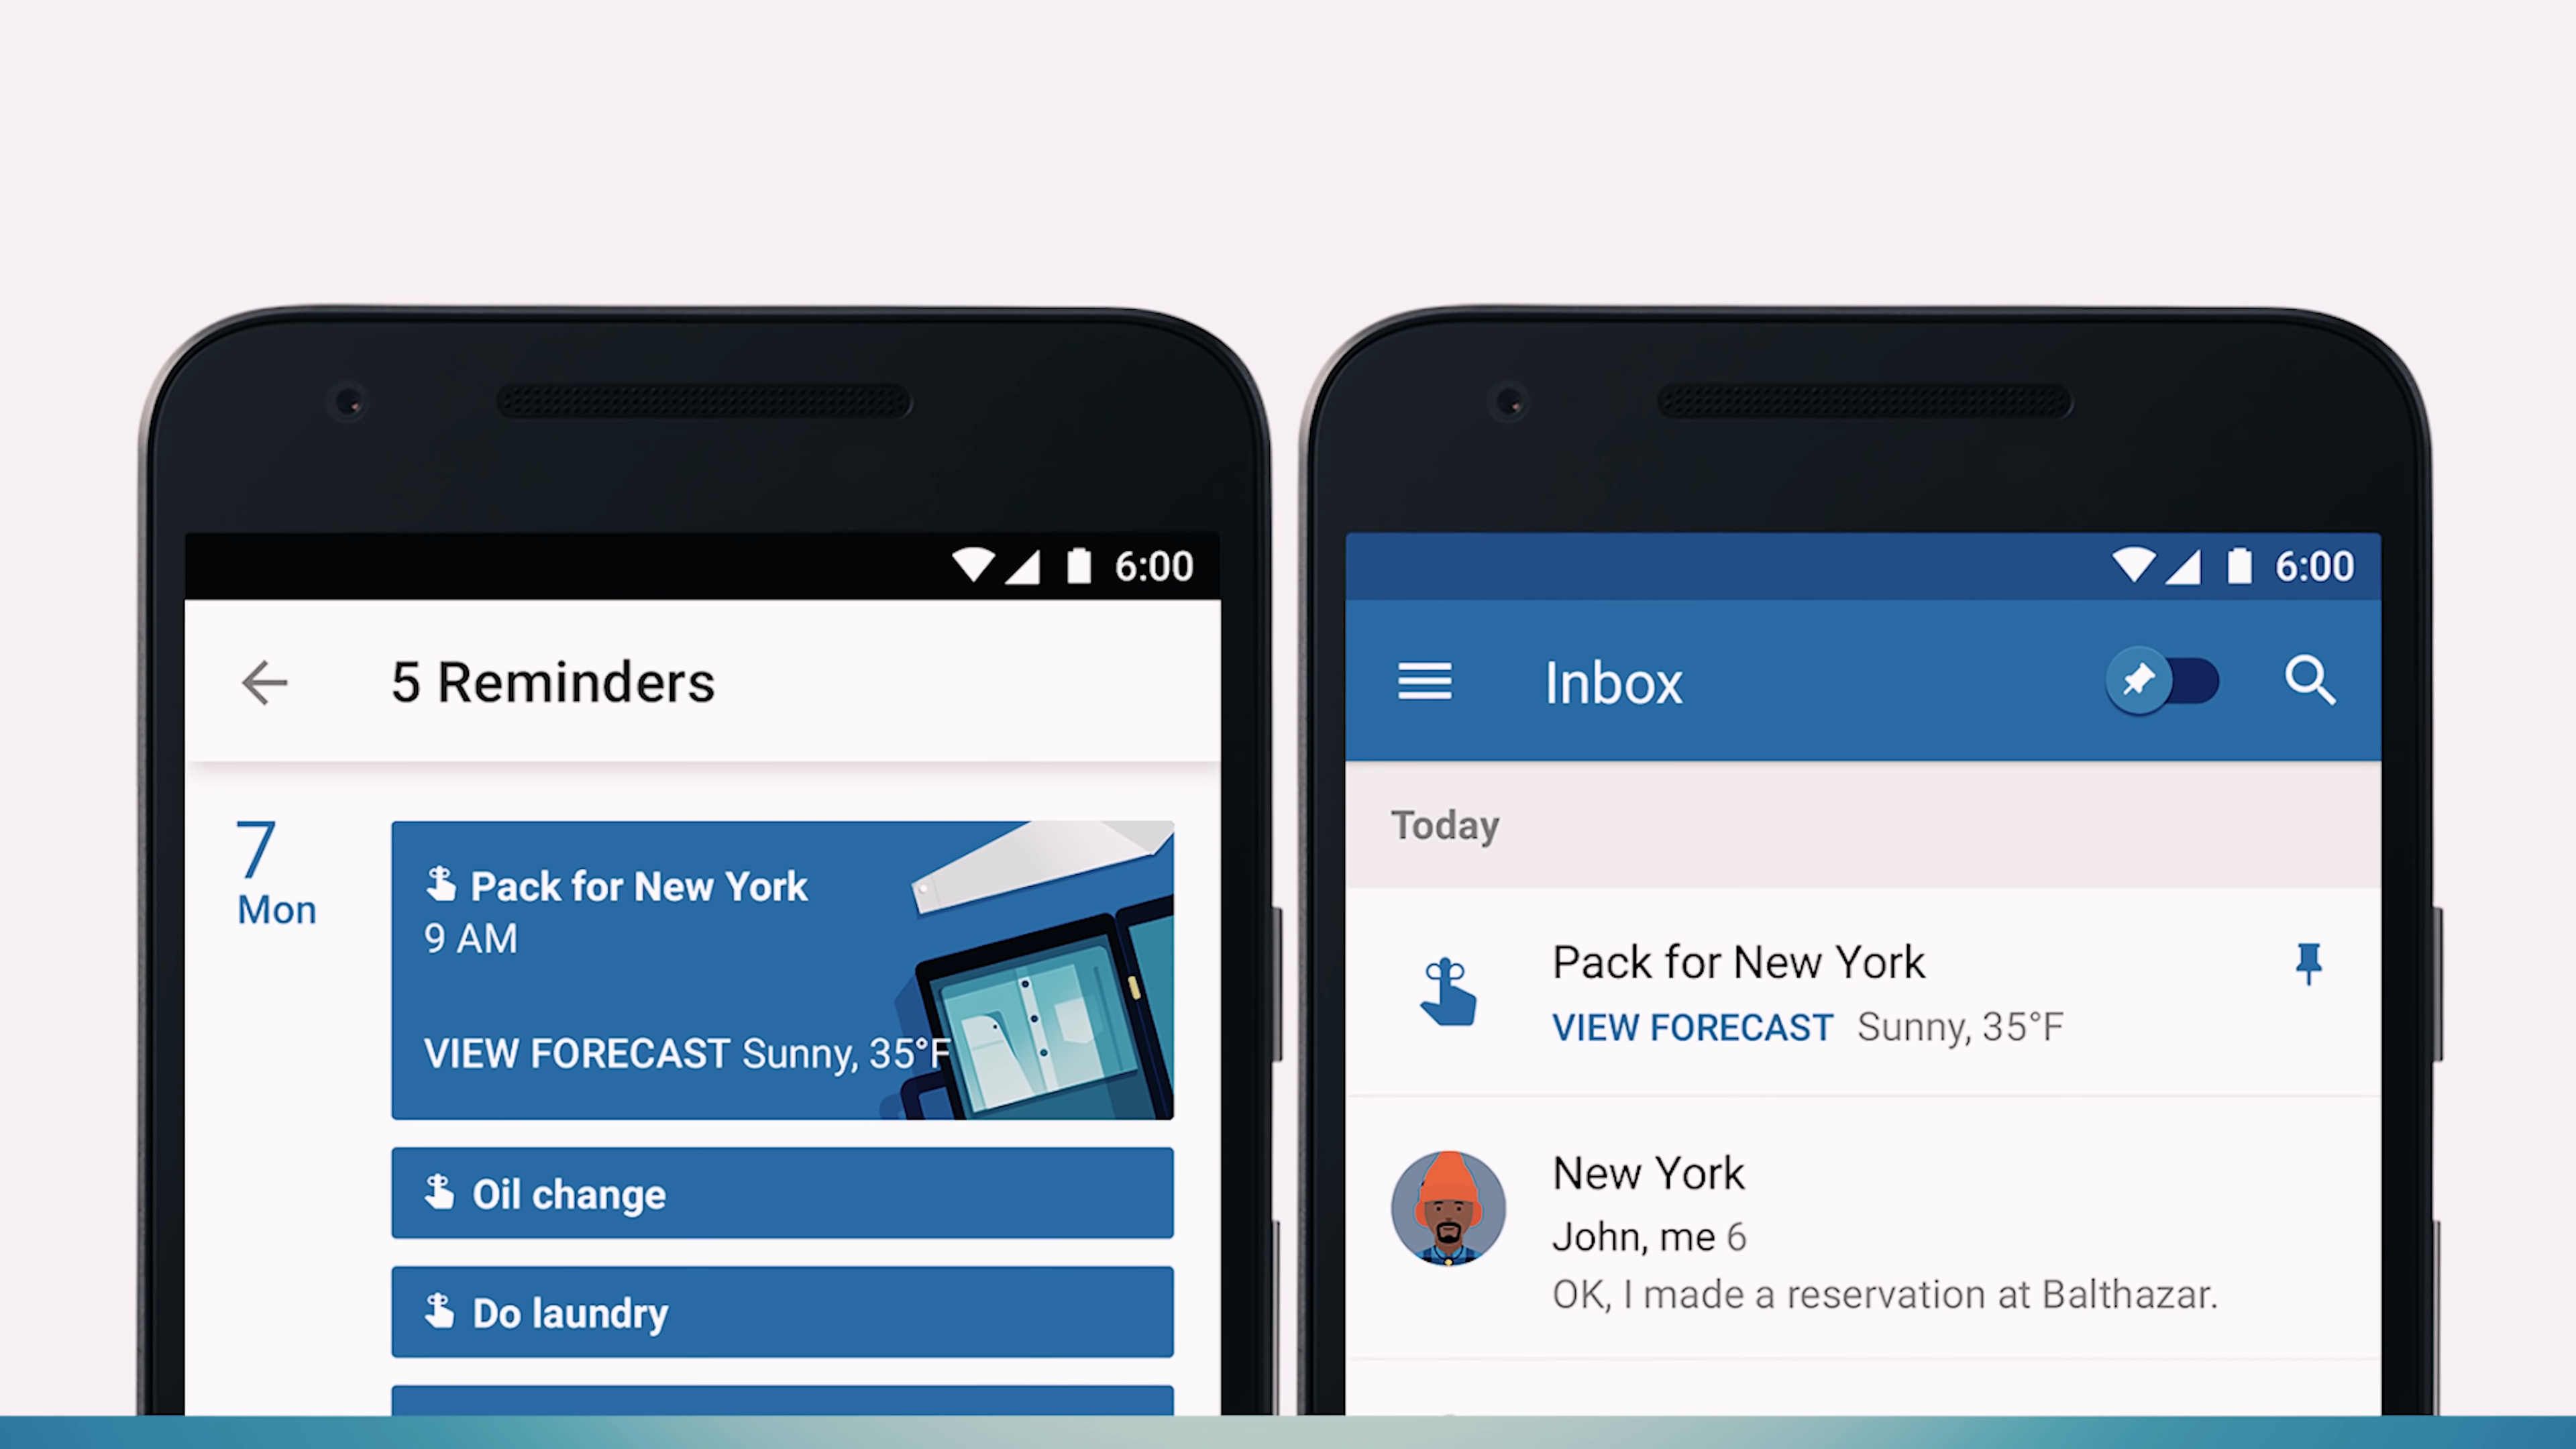 6:00
5 Reminders
7
Mon
Pack for New York
9 AM
VIEW FORECAST Sunny, 35°F
Oil change
Do laundry
6:00
Inbox
Today
Pack for New York
VIEW FORECAST Sunny, 35°F
New York
John, me 6
OK, I made a reservation at Balthazar.